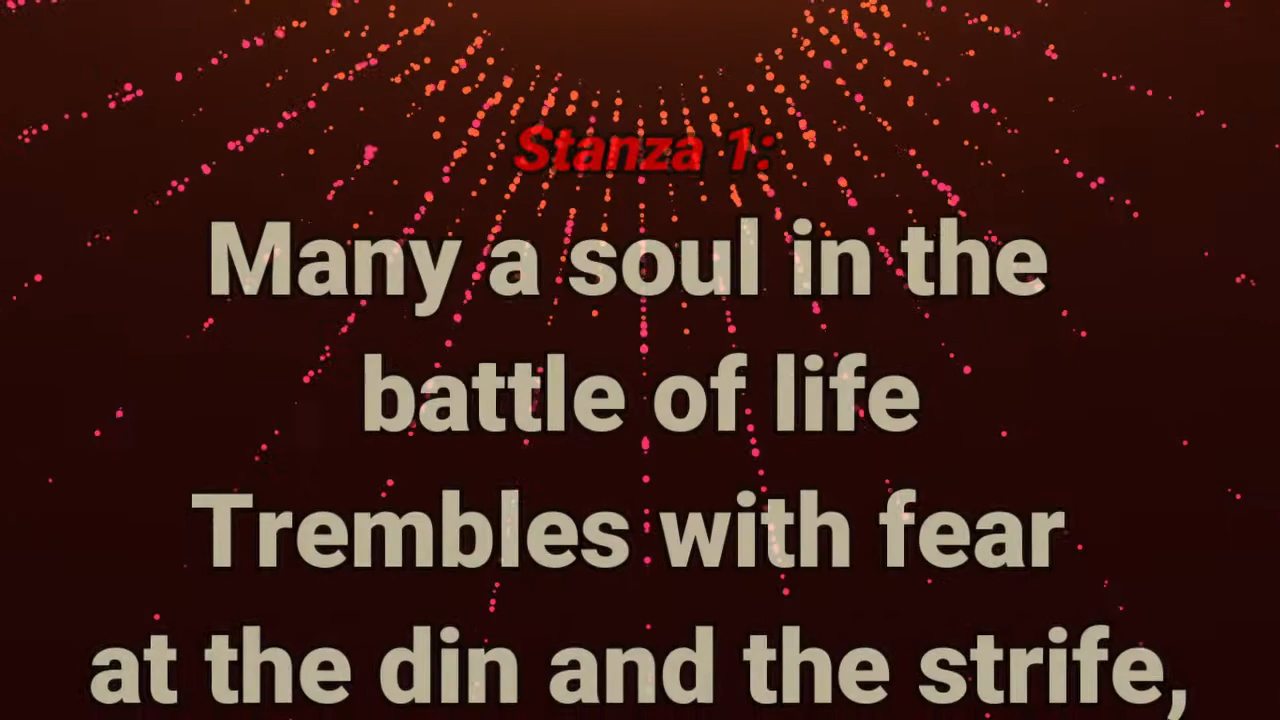 Stanza 1:
Many a soul in the
battle of life
Trembles with fear
at the din and the strife,